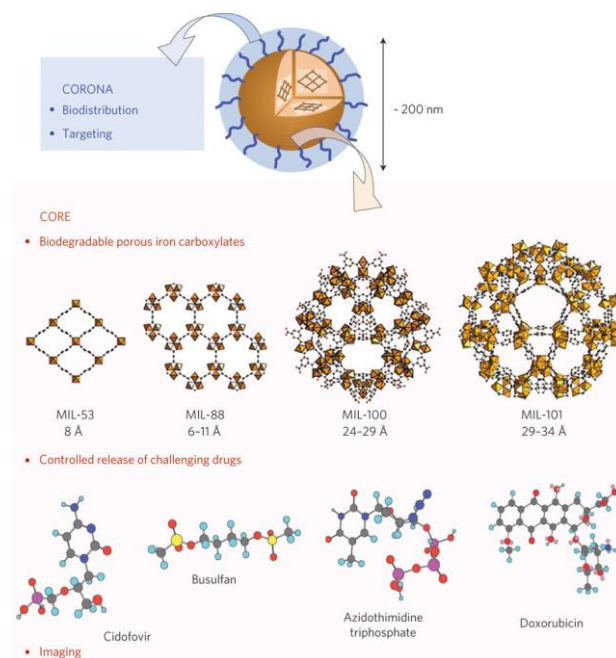 CORONA
• Biodistribution
• Targeting
~ 200 nm
CORE
• Biodegradable porous iron carboxylates
MIL-53
8 Å
MIL-88
6–11 Å
MIL-100
24–29 Å
MIL-101
29–34 Å
• Controlled release of challenging drugs
Cidofovir
Busulfan
Azidothimidine
triphosphate
Doxorubicin
• Imaging